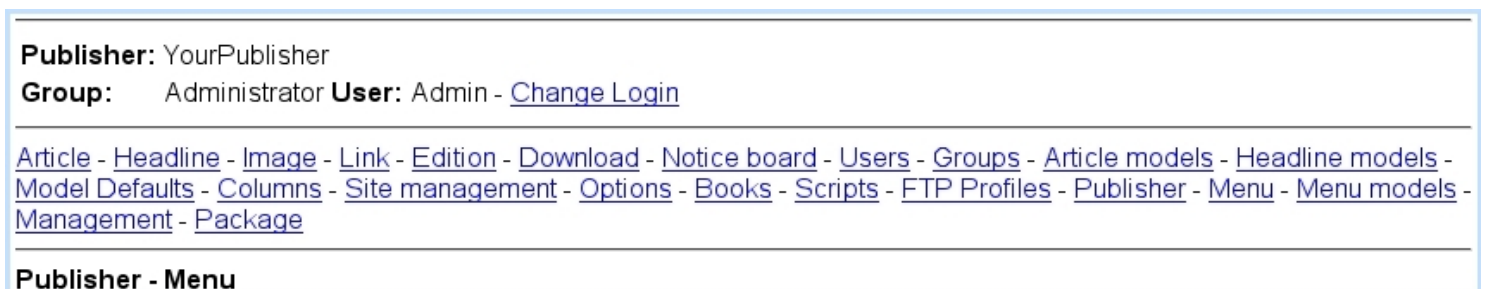 Publisher: YourPublisher
Group: Administrator User: Admin - Change Login
Article - Headline - Image - Link - Edition - Download - Notice board - Users - Groups - Article models - Headline models -
Model Defaults - Columns - Site management - Options - Books - Scripts - FTP Profiles - Publisher - Menu - Menu models -
Management - Package
Publisher - Menu